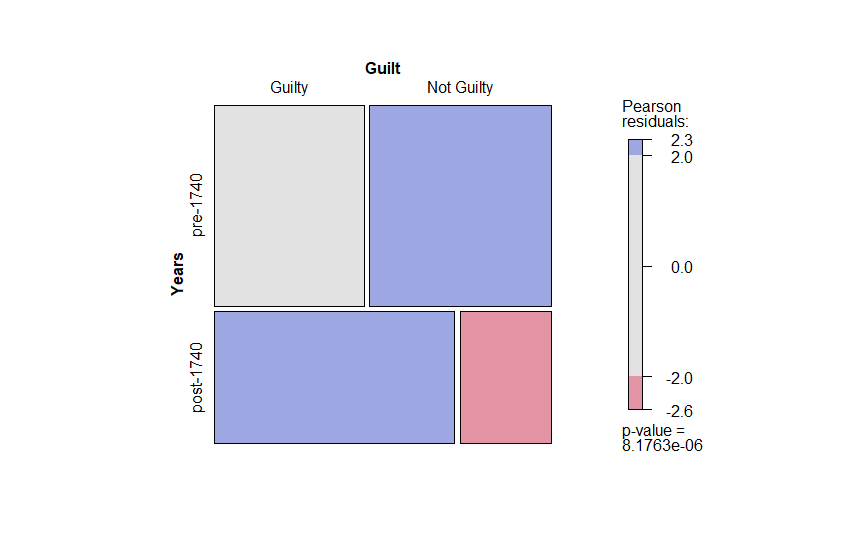 Guilt
Guilty Not Guilty
Years
pre-1740
post-1740
Pearson
residuals:
2.3
2.0
0.0
-2.0
-2.6
p-value =
8.1763e-06